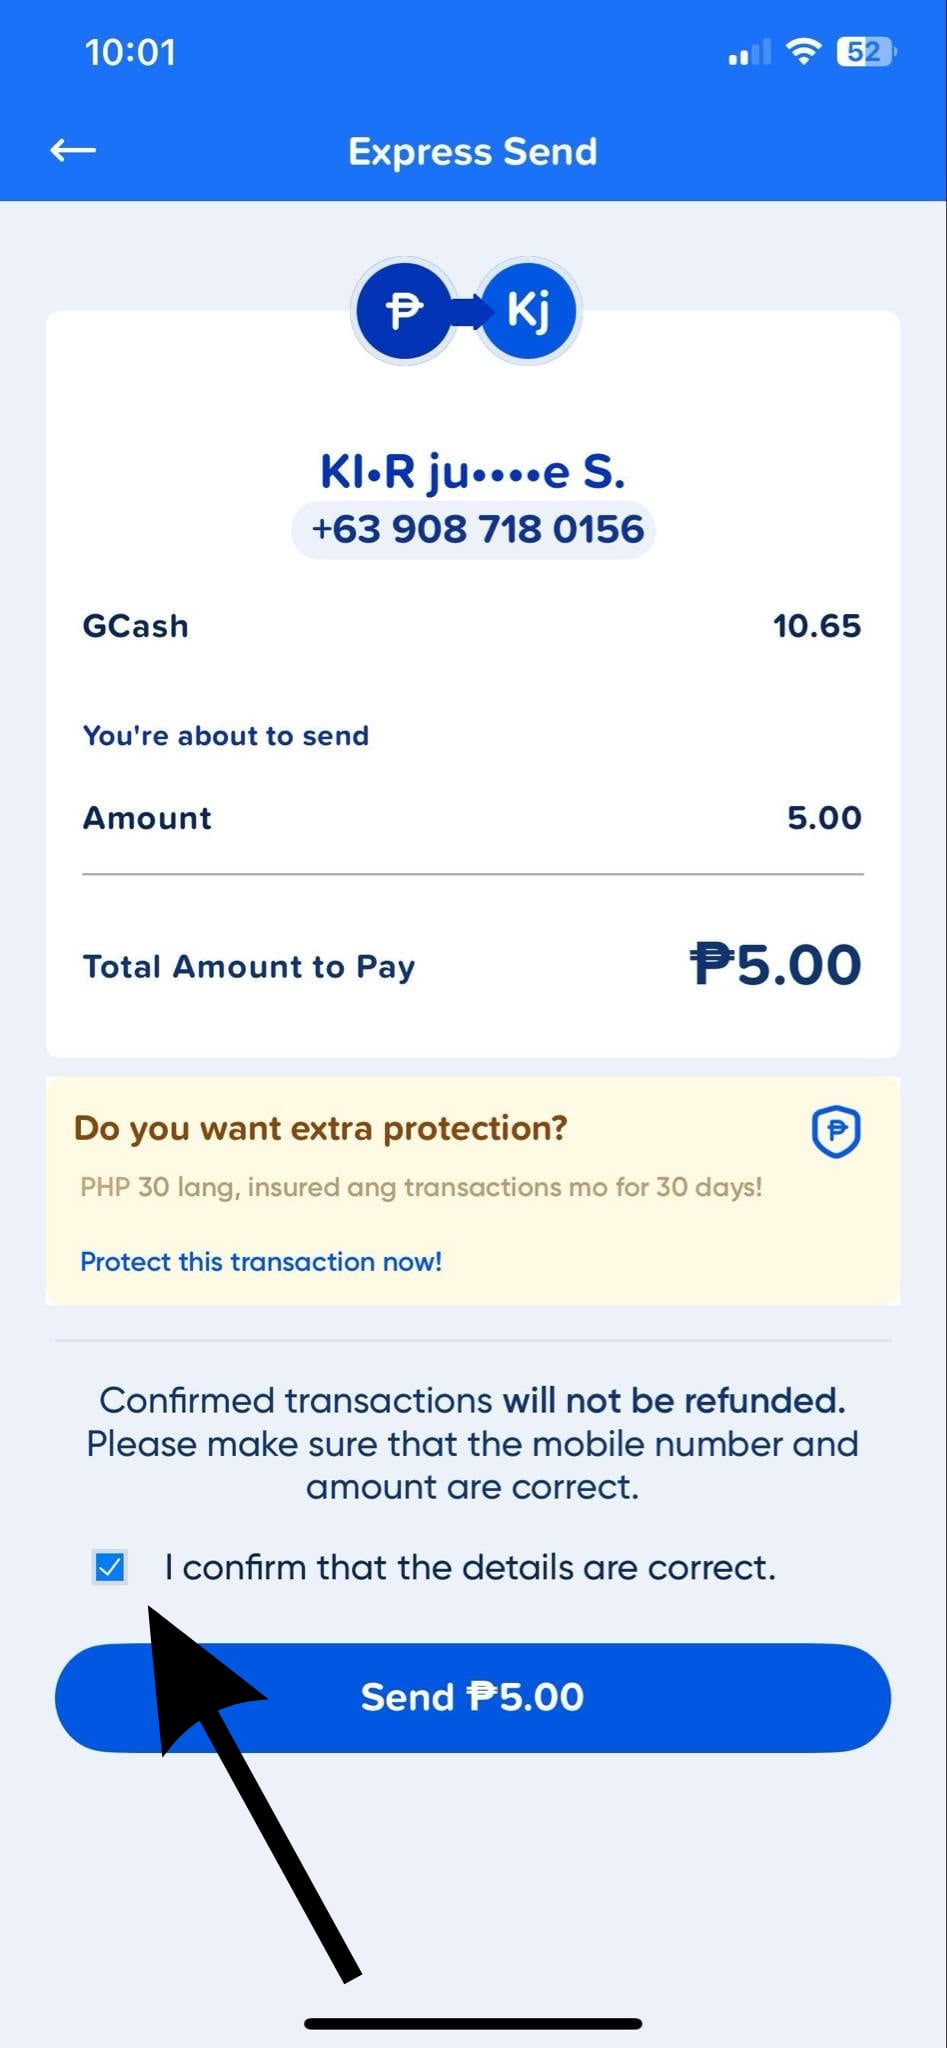 10:01
52
Express Send
₱
Kj
Kl•R ju••••e S.
+63 908 718 0156
GCash 10.65
You're about to send
Amount 5.00
Total Amount to Pay ₱5.00
Do you want extra protection?
₱
PHP 30 lang, insured ang transactions mo for 30 days!
Protect this transaction now!
Confirmed transactions will not be refunded.
Please make sure that the mobile number and
amount are correct.
I confirm that the details are correct.
Send ₱5.00